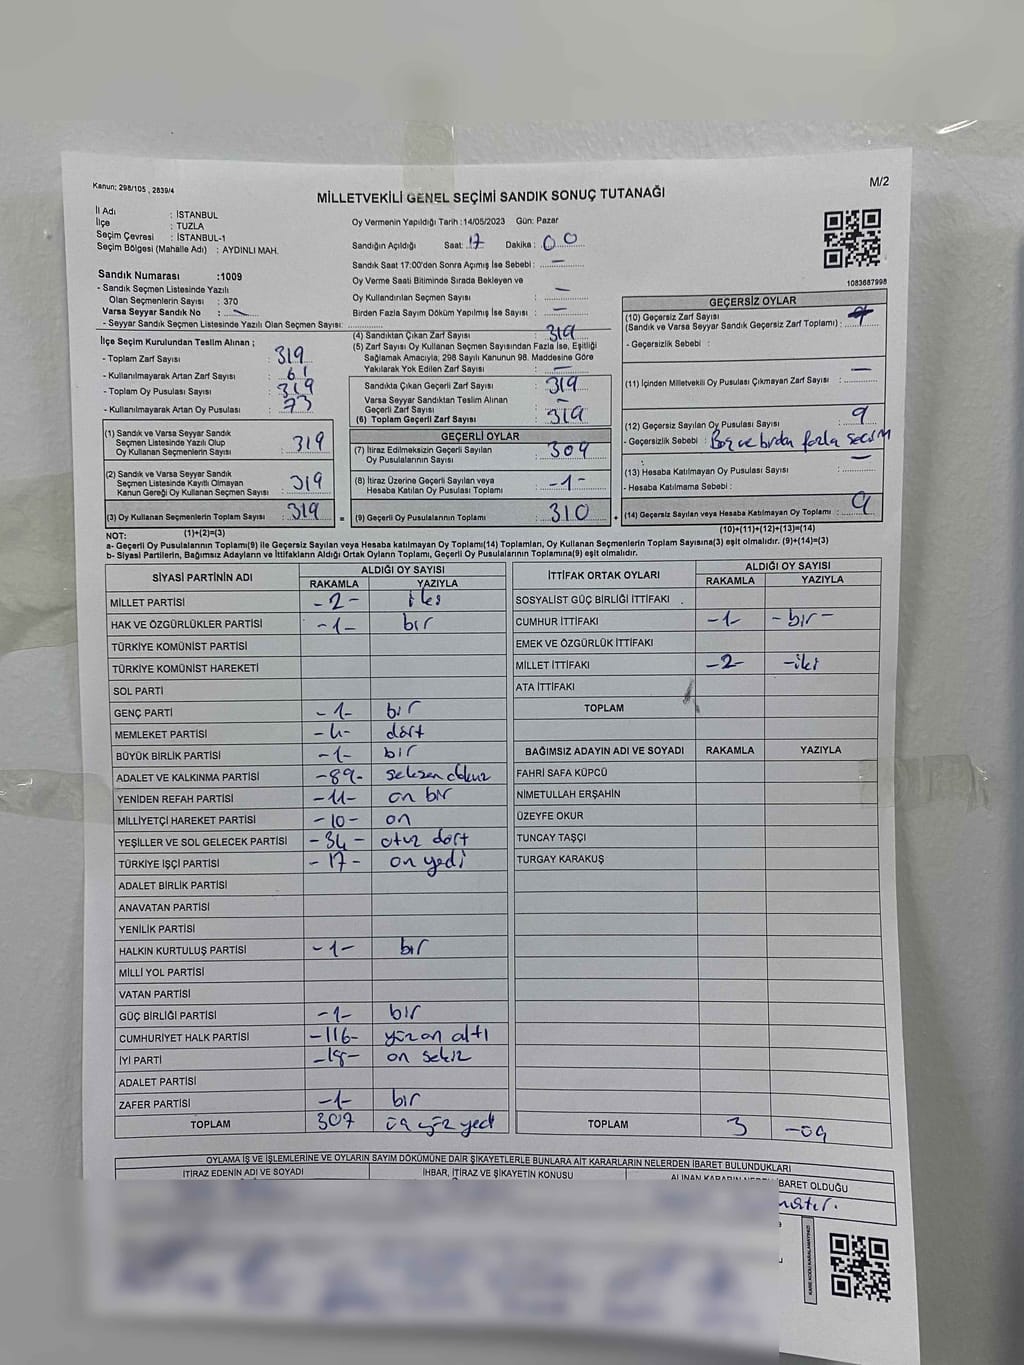 Kanun; 298/105 , 2839/4
M/2
MİLLETVEKİLİ GENEL SEÇİMİ SANDIK SONUÇ TUTANAĞI
İl Adı : İSTANBUL
İlçe : TUZLA
Seçim Çevresi : İSTANBUL-1
Seçim Bölgesi (Mahalle Adı) : AYDINLI MAH.
Sandık Numarası :1009
- Sandık Seçmen Listesinde Yazılı
Olan Seçmenlerin Sayısı : 370
Varsa Seyyar Sandık No : -
- Seyyar Sandık Seçmen Listesinde Yazılı Olan Seçmen Sayısı:
Oy Vermenin Yapıldığı Tarih :14/05/2023 Gün: Pazar
Sandığın Açıldığı Saat: 17 Dakika : 00
Sandık Saat 17:00'den Sonra Açımış İse Sebebi : -
Oy Verme Saati Bitiminde Sırada Bekleyen ve
Oy Kullandırılan Seçmen Sayısı : -
Birden Fazla Sayım Döküm Yapılmış İse Sayısı : -
1083687998
İlçe Seçim Kurulundan Teslim Alınan ;
- Toplam Zarf Sayısı : 319
- Kullanılmayarak Artan Zarf Sayısı : 61
- Toplam Oy Pusulası Sayısı : 319
- Kullanılmayarak Artan Oy Pusulası : 73
(1) Sandık ve Varsa Seyyar Sandık
Seçmen Listesinde Yazılı Olup
Oy Kullanan Seçmenlerin Sayısı : 319
(2) Sandık ve Varsa Seyyar Sandık
Seçmen Listesinde Kayıtlı Olmayan
Kanun Gereği Oy Kullanan Seçmen Sayısı : 319
(3) Oy Kullanan Seçmenlerin Toplam Sayısı : 319
(4) Sandıktan Çıkan Zarf Sayısı : 319
(5) Zarf Sayısı Oy Kullanan Seçmen Sayısından Fazla İse, Eşitliği
Sağlamak Amacıyla, 298 Sayılı Kanunun 98. Maddesine Göre
Yakılarak Yok Edilen Zarf Sayısı : -
Sandıkta Çıkan Geçerli Zarf Sayısı : 319
Varsa Seyyar Sandıktan Teslim Alınan
Geçerli Zarf Sayısı : -
(6) Toplam Geçerli Zarf Sayısı : 319
GEÇERLİ OYLAR
(7) İtiraz Edilmeksizin Geçerli Sayılan
Oy Pusulalarının Sayısı : 309
(8) İtiraz Üzerine Geçerli Sayılan veya
Hesaba Katılan Oy Pusulası Toplamı : -1-
(9) Geçerli Oy Pusulalarının Toplamı : 310
GEÇERSİZ OYLAR
(10) Geçersiz Zarf Sayısı
(Sandık ve Varsa Seyyar Sandık Geçersiz Zarf Toplamı) :
- Geçersizlik Sebebi :
(11) İçinden Milletvekili Oy Pusulası Çıkmayan Zarf Sayısı : -
(12) Geçersiz Sayılan Oy Pusulası Sayısı : 9
- Geçersizlik Sebebi : Boş ve birden fazla seçim
(13) Hesaba Katılmayan Oy Pusulası Sayısı : -
- Hesaba Katılmama Sebebi :
(14) Geçersiz Sayılan veya Hesaba Katılmayan Oy Pusulası Toplamı : 9
NOT: (1)+(2)=(3)
(10)+(11)+(12)+(13)=(14)
a- Geçerli Oy Pusulalarının Toplamı(9) ile Geçersiz Sayılan veya Hesaba katılmayan Oy Pusulası Toplamı(14) Toplamları, Oy Kullanan Seçmenlerin Toplam Sayısına(3) eşit olmalıdır. (9)+(14)=(3)
b- Siyasi Partilerin, Bağımsız Adayların ve İttifakların Aldığı Ortak Oyların Toplamı, Geçerli Oy Pusulalarının Toplamına(9) eşit olmalıdır.
SİYASİ PARTİNİN ADI ALDIĞI OY SAYISI
RAKAMLA YAZIYLA
MİLLET PARTİSİ -2- iki
HAK VE ÖZGÜRLÜKLER PARTİSİ -1- bir
TÜRKİYE KOMÜNİST PARTİSİ
TÜRKİYE KOMÜNİST HAREKETİ
SOL PARTİ
GENÇ PARTİ -1- bir
MEMLEKET PARTİSİ -4- dört
BÜYÜK BİRLİK PARTİSİ -1- bir
ADALET VE KALKINMA PARTİSİ -89- seksen dokuz
YENİDEN REFAH PARTİSİ -11- on bir
MİLLİYETÇİ HAREKET PARTİSİ -10- on
YEŞİLLER VE SOL GELECEK PARTİSİ -34- otuz dört
TÜRKİYE İŞÇİ PARTİSİ -17- on yedi
ADALET BİRLİK PARTİSİ
ANAVATAN PARTİSİ
YENİLİK PARTİSİ
HALKIN KURTULUŞ PARTİSİ -1- bir
MİLLİ YOL PARTİSİ
VATAN PARTİSİ
GÜÇ BİRLİĞİ PARTİSİ -1- bir
CUMHURİYET HALK PARTİSİ -116- yüz on altı
İYİ PARTİ -18- on sekiz
ADALET PARTİSİ
ZAFER PARTİSİ -1- bir
TOPLAM 307 üç yüz yedi
İTTİFAK ORTAK OYLARI ALDIĞI OY SAYISI
RAKAMLA YAZIYLA
SOSYALİST GÜÇ BİRLİĞİ İTTİFAKI
CUMHUR İTTİFAKI -1- -bir-
EMEK VE ÖZGÜRLÜK İTTİFAKI
MİLLET İTTİFAKI -2- -iki
ATA İTTİFAKI
TOPLAM
BAĞIMSIZ ADAYIN ADI VE SOYADI RAKAMLA YAZIYLA
FAHRİ SAFA KÜPCÜ
NİMETULLAH ERŞAHİN
ÜZEYFE OKUR
TUNCAY TAŞÇI
TURGAY KARAKUŞ
TOPLAM 3 -üç
OYLAMA İŞ VE İŞLEMLERİNE VE OYLARIN SAYIM DÖKÜMÜNE DAİR ŞİKAYETLERLE BUNLARA AİT KARARLARIN NELERDEN İBARET BULUNDUKLARI
İTİRAZ EDENİN ADI VE SOYADI İHBAR, İTİRAZ VE ŞİKAYETİN KONUSU ALINAN KARARIN NEDEN İBARET OLDUĞU
KARE KODU KARALAMAYINIZ!